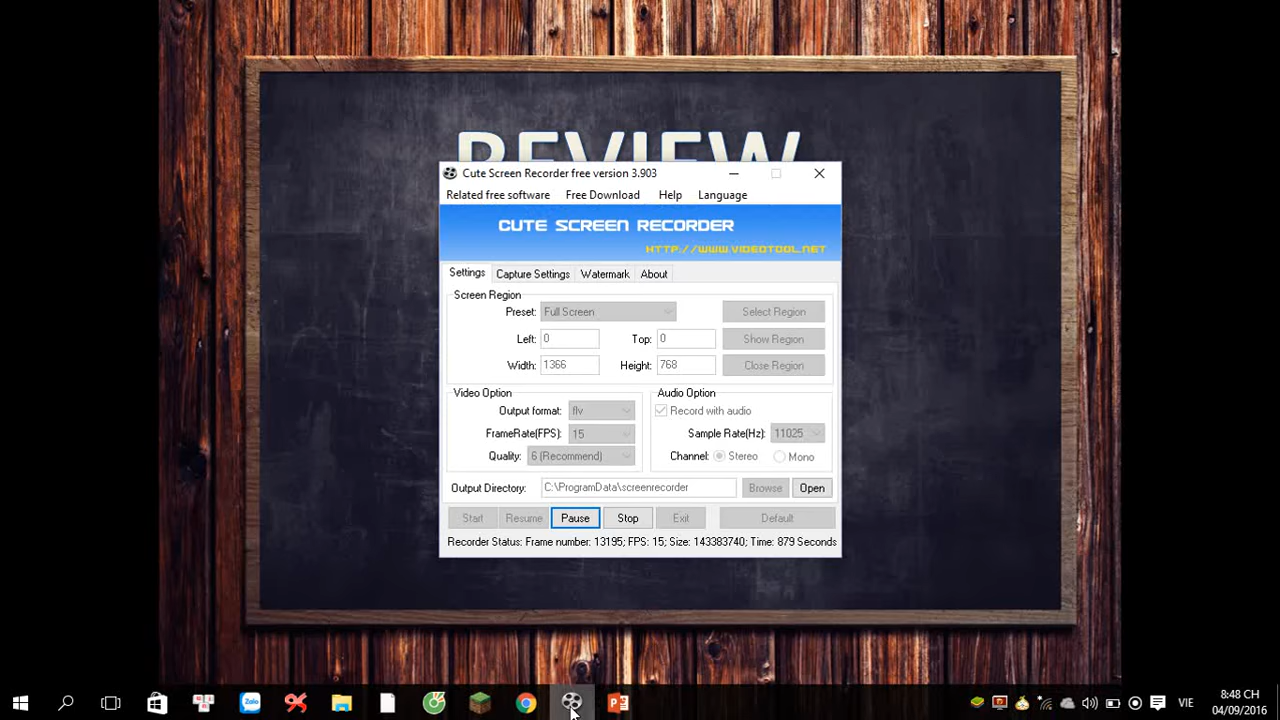 REVIEW
Cute Screen Recorder free version 3.903
Related free software Free Download Help Language
CUTE SCREEN RECORDER
HTTP://WWW.VIDEOTOOL.NET
Settings Capture Settings Watermark About
Screen Region
Preset: Full Screen Select Region
Left: 0 Top: 0 Show Region
Width: 1366 Height: 768 Close Region
Video Option Audio Option
Output format: flv Record with audio
FrameRate(FPS): 15 Sample Rate(Hz): 11025
Quality: 6 (Recommend) Channel: Stereo Mono
Output Directory: C:\ProgramData\screenrecorder Browse Open
Start Resume Pause Stop Exit Default
Recorder Status: Frame number: 13195; FPS: 15; Size: 143383740; Time: 879 Seconds
Zalo
VIE
8:48 CH
04/09/2016